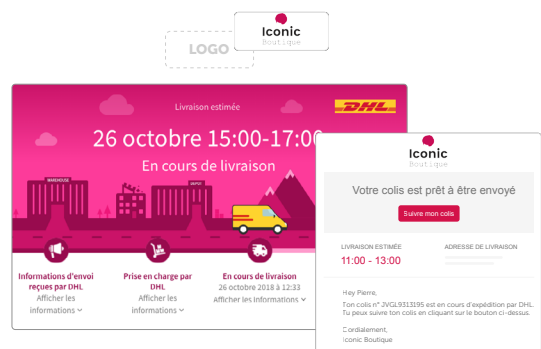 LOGO
Iconic
Boutique
Livraison estimée
DHL
26 octobre 15:00-17:00
En cours de livraison
WAREHOUSE
DEPOT
Informations d'envoi
reçues par DHL
Afficher les
informations
Prise en charge par
DHL
Afficher les
informations
En cours de livraison
26 octobre 2018 à 12:33
Afficher les informations
Iconic
Boutique
Votre colis est prêt à être envoyé
Suivre mon colis
LIVRAISON ESTIMÉE
11:00 - 13:00
ADRESSE DE LIVRAISON
Hey Pierre,
Ton colis n° JVGL9313195 est en cours d'expédition par DHL.
Tu peux suivre ton colis en cliquant sur le bouton ci-dessus.
Cordialement,
Iconic Boutique